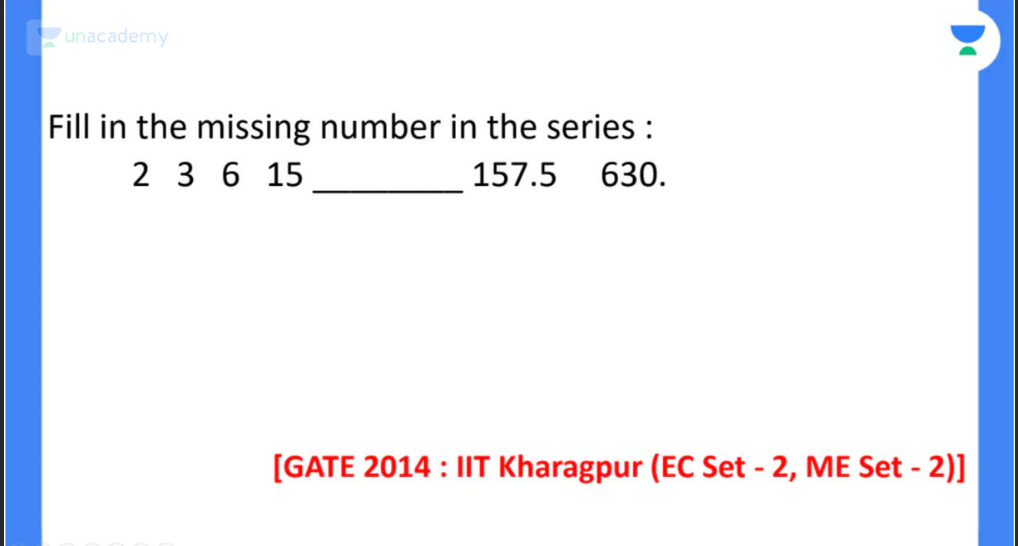 unacademy
Fill in the missing number in the series :
2 3 6 15 ________ 157.5 630.
[GATE 2014 : IIT Kharagpur (EC Set - 2, ME Set - 2)]